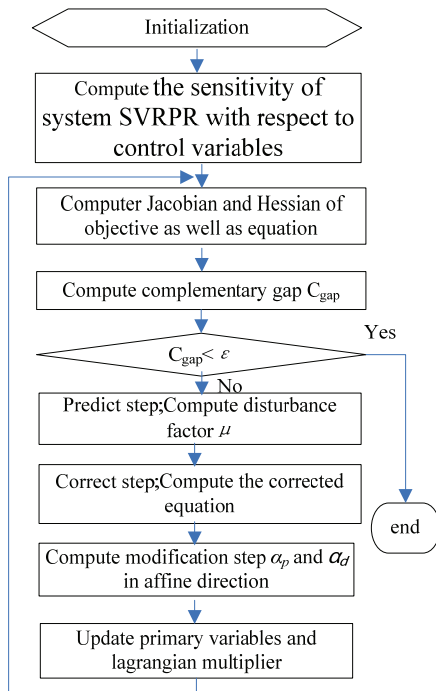 Initialization
Compute the sensitivity of
system SVRPR with respect to
control variables
Computer Jacobian and Hessian of
objective as well as equation
Compute complementary gap Cgap
Yes
Cgap< ε
No
Predict step;Compute disturbance
factor μ
Correct step;Compute the corrected
equation
end
Compute modification step αp and αd
in affine direction
Update primary variables and
lagrangian multiplier